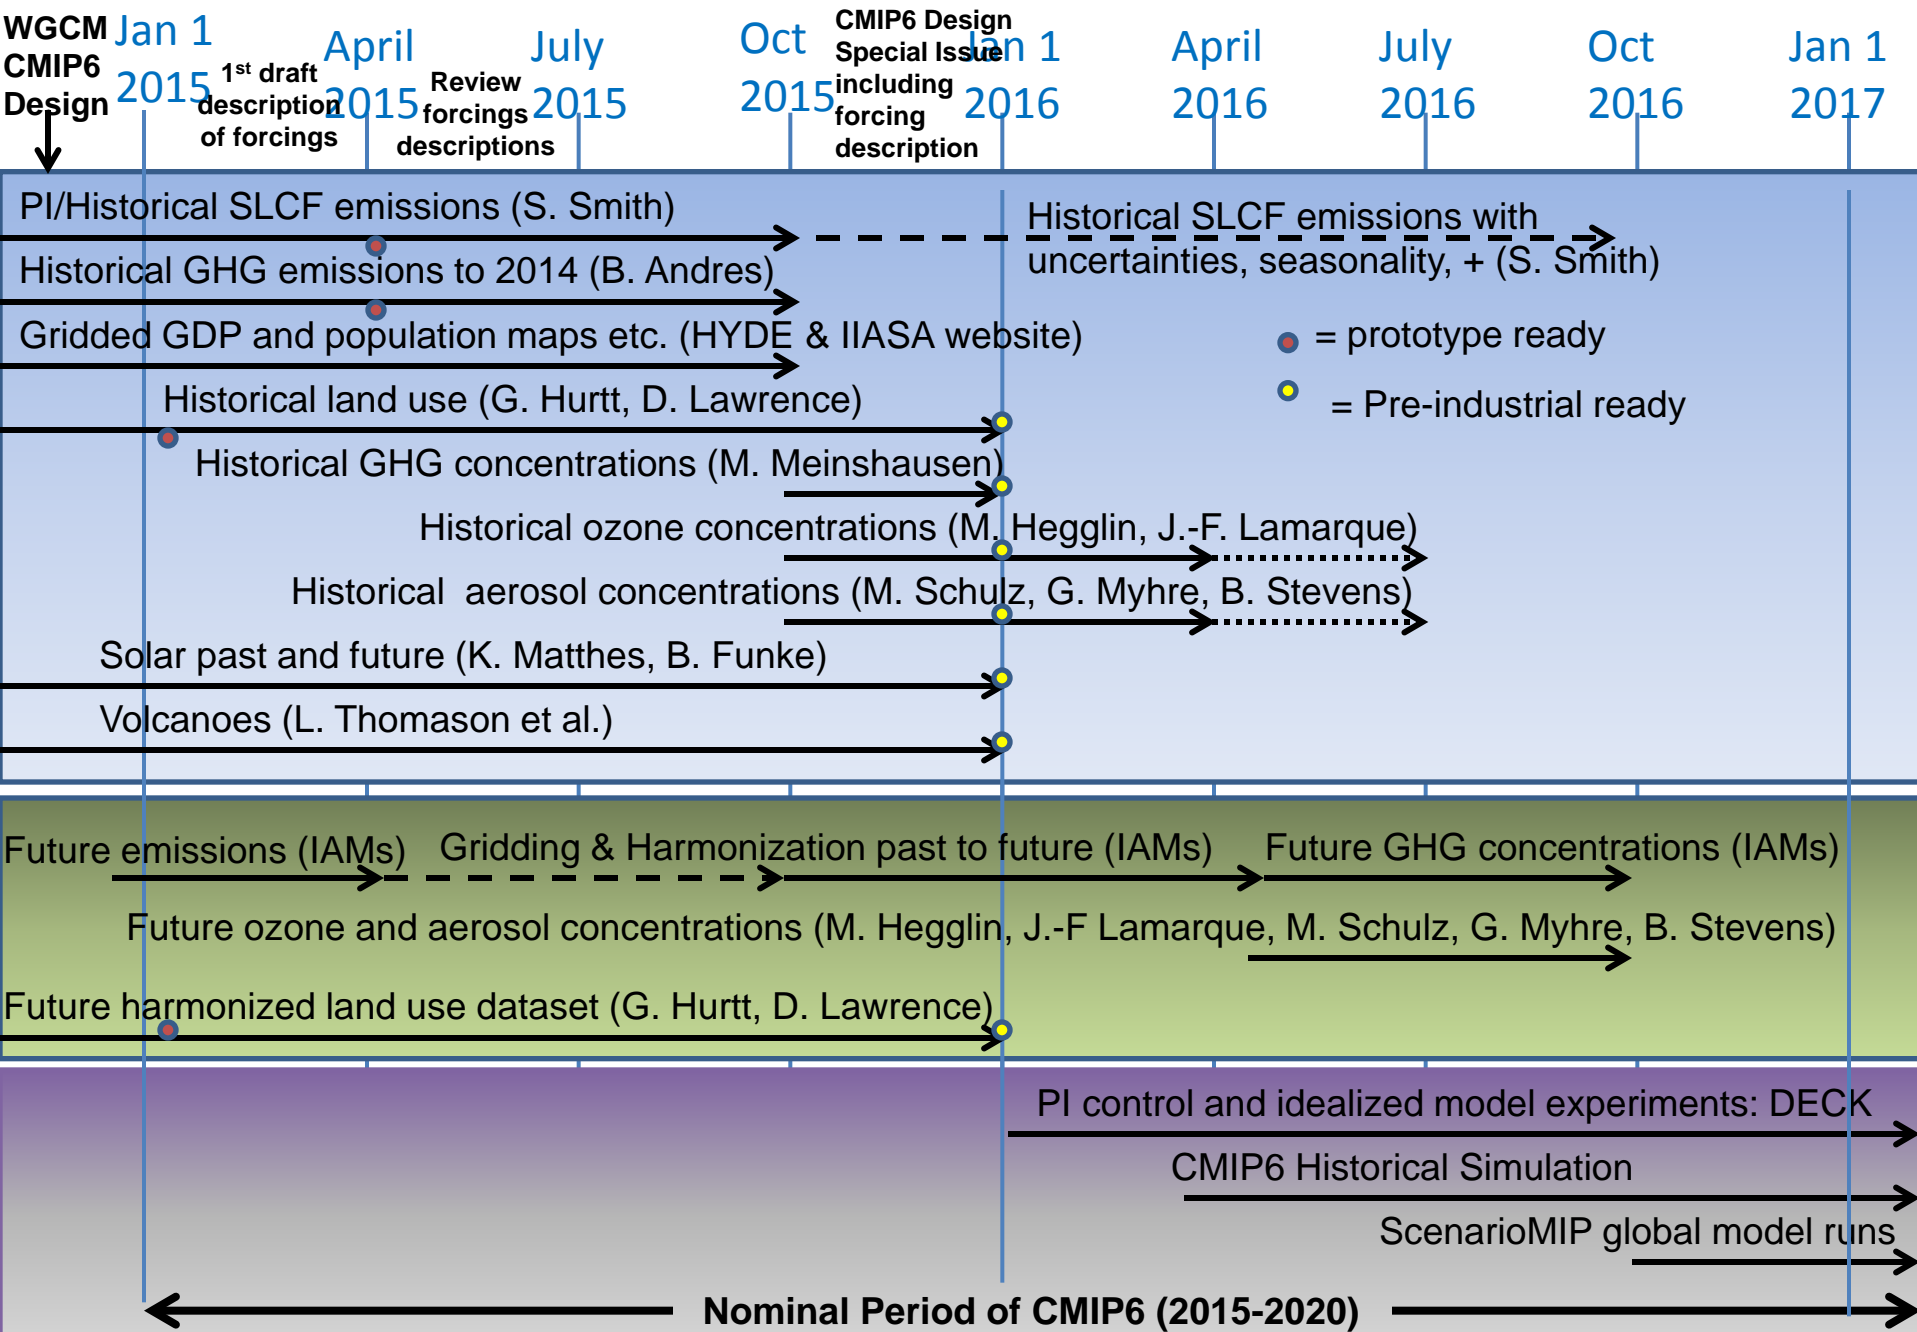 WGCM
CMIP6
Design
Jan 1
2015
1st draft
description
of forcings
April
2015
Review
forcings
descriptions
July
2015
Oct
2015
CMIP6 Design
Special Issue
including
forcing
description
Jan 1
2016
April
2016
July
2016
Oct
2016
Jan 1
2017
PI/Historical SLCF emissions (S. Smith)
Historical SLCF emissions with
uncertainties, seasonality, + (S. Smith)
Historical GHG emissions to 2014 (B. Andres)
Gridded GDP and population maps etc. (HYDE & IIASA website)
= prototype ready
= Pre-industrial ready
Historical land use (G. Hurtt, D. Lawrence)
Historical GHG concentrations (M. Meinshausen)
Historical ozone concentrations (M. Hegglin, J.-F. Lamarque)
Historical  aerosol concentrations (M. Schulz, G. Myhre, B. Stevens)
Solar past and future (K. Matthes, B. Funke)
Volcanoes (L. Thomason et al.)
Future emissions (IAMs)
Gridding & Harmonization past to future (IAMs)
Future GHG concentrations (IAMs)
Future ozone and aerosol concentrations (M. Hegglin, J.-F Lamarque, M. Schulz, G. Myhre, B. Stevens)
Future harmonized land use dataset (G. Hurtt, D. Lawrence)
PI control and idealized model experiments: DECK
CMIP6 Historical Simulation
ScenarioMIP global model runs
Nominal Period of CMIP6 (2015-2020)